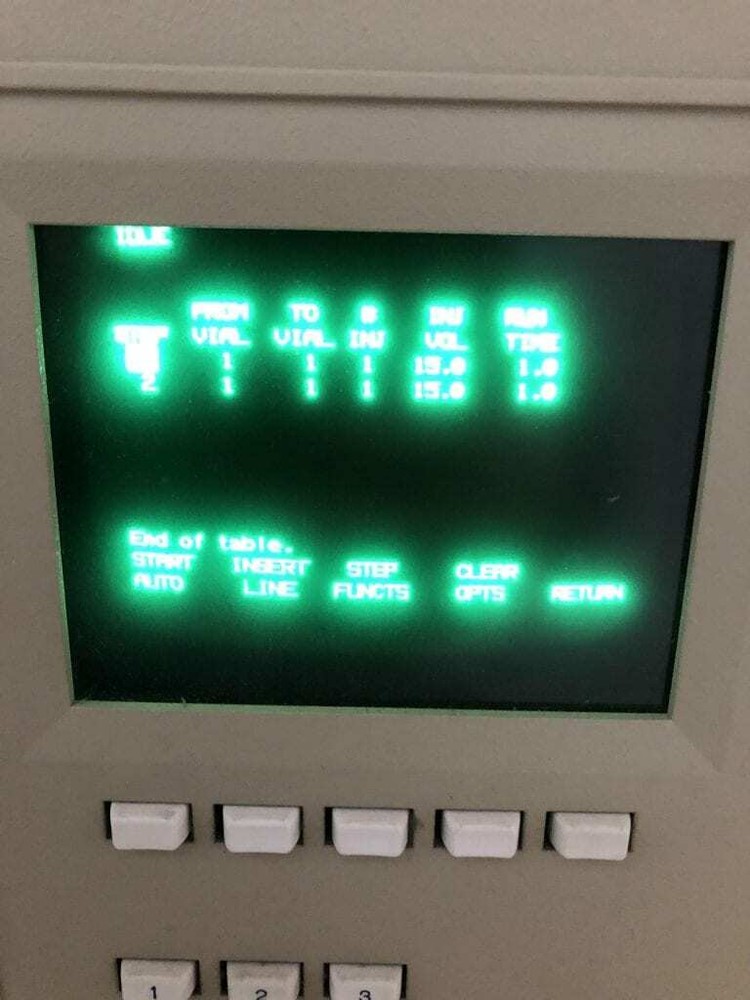 IDLE
FROM TO # INJ RUN
STEP VIAL VIAL INJ VOL TIME
1 1 1 15.0 1.0
2 1 1 1 15.0 1.0
End of table.
START INSERT STEP CLEAR
AUTO LINE FUNCTS OPTS RETURN
1 2 3